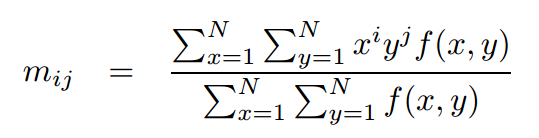 m_{ij} = \frac{\sum_{x=1}^{N} \sum_{y=1}^{N} x^i y^j f(x, y)}{\sum_{x=1}^{N} \sum_{y=1}^{N} f(x, y)}